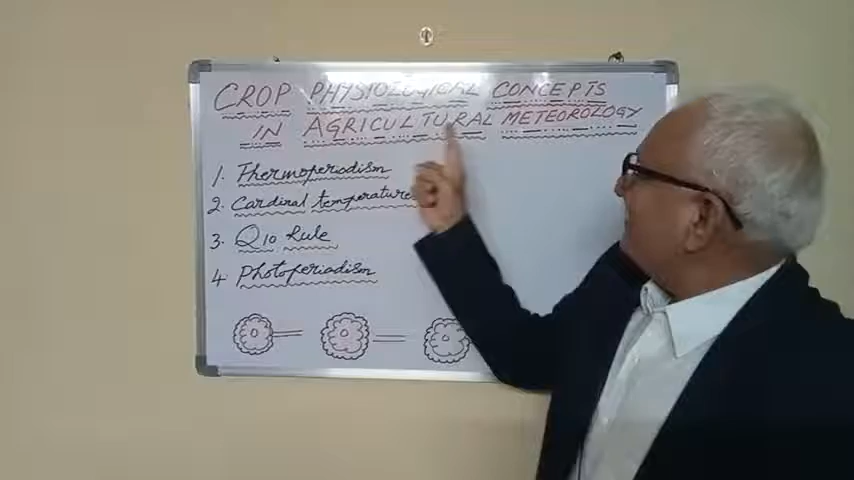 CROP PHYSIOLOGICAL CONCEPTS
IN AGRICULTURAL METEOROLOGY
1. Thermoperiodism
2. Cardinal temperatures
3. Q10 Rule
4 Photoperiodism